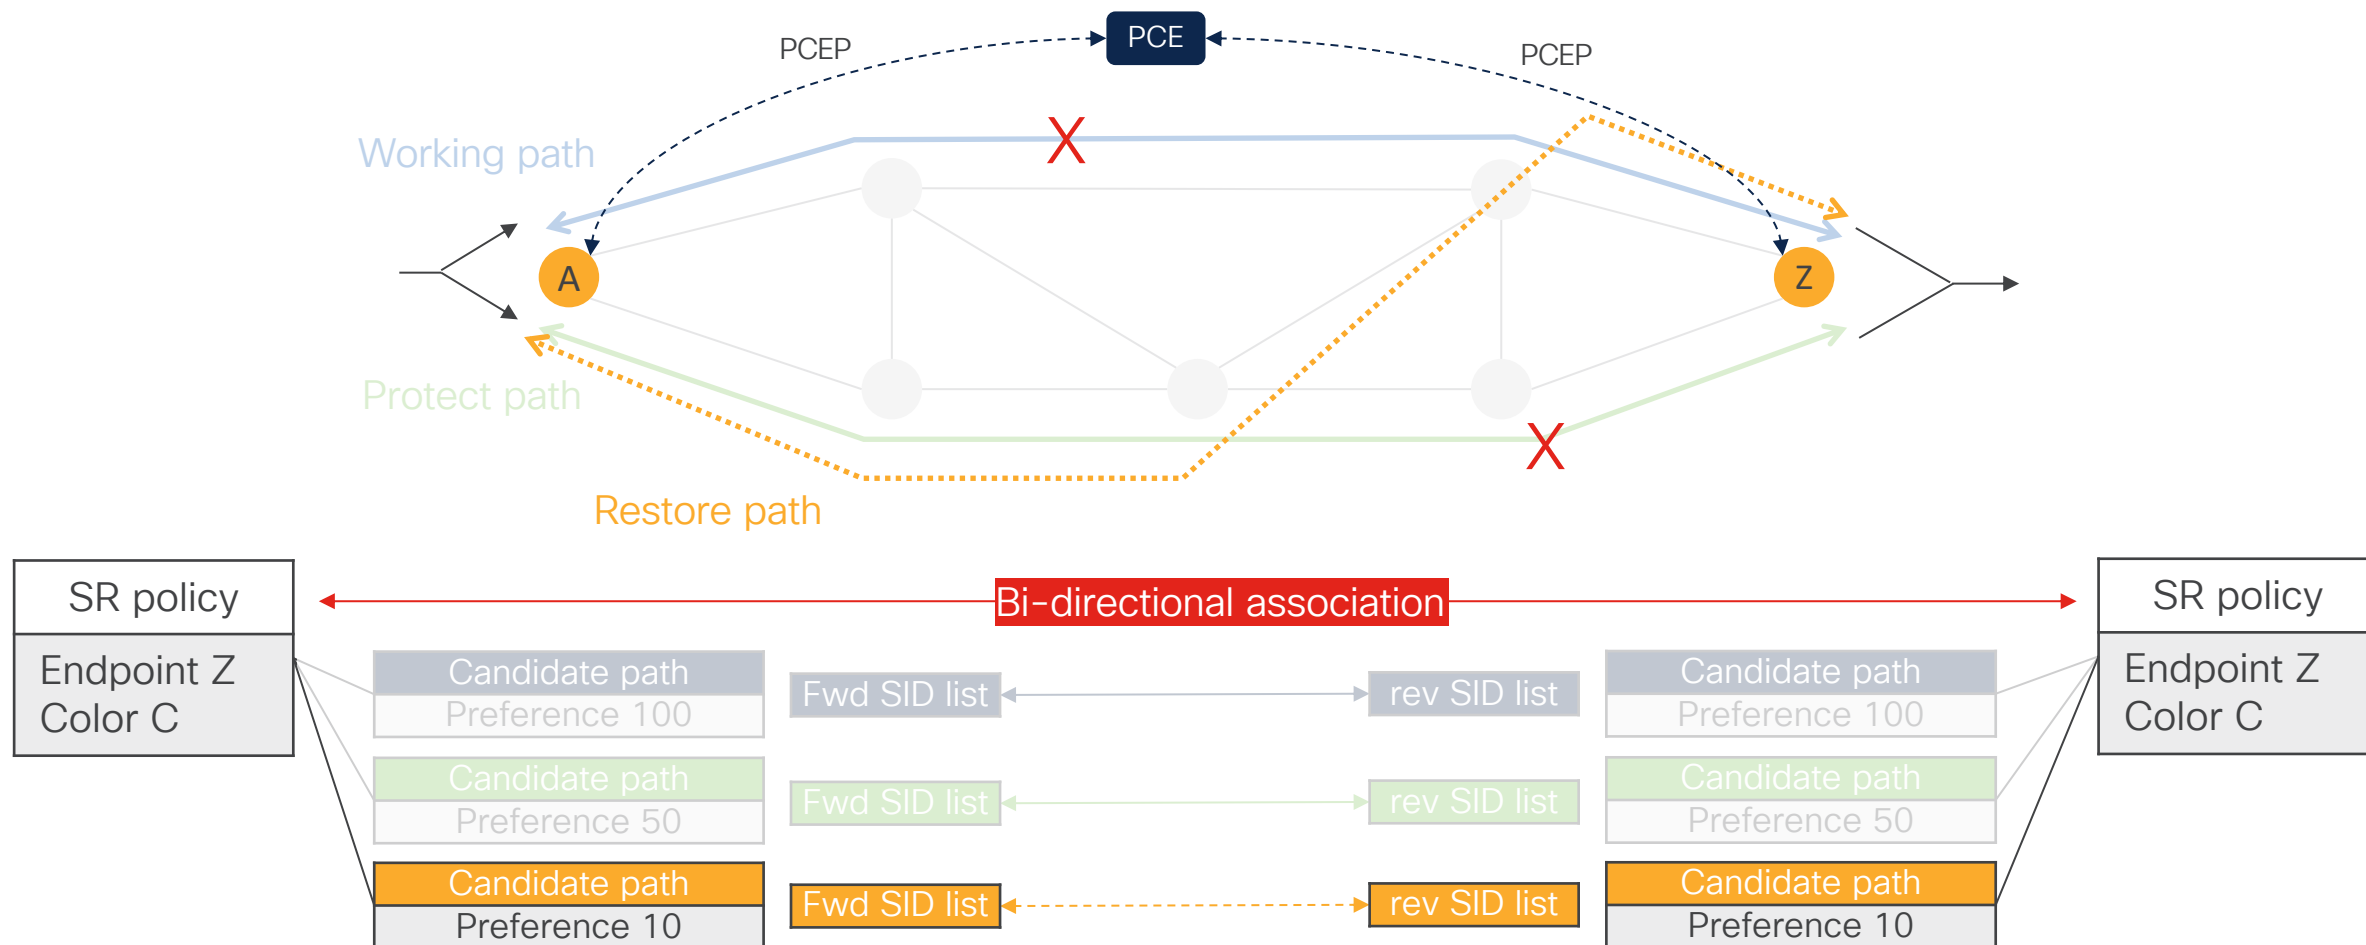 PCE
PCEP
PCEP
Working path
X
A
Z
Protect path
X
Restore path
SR policy
Endpoint Z
Color C
Bi-directional association
SR policy
Endpoint Z
Color C
Candidate path
Preference 100
Fwd SID list
rev SID list
Candidate path
Preference 100
Candidate path
Preference 50
Fwd SID list
rev SID list
Candidate path
Preference 50
Candidate path
Preference 10
Fwd SID list
rev SID list
Candidate path
Preference 10